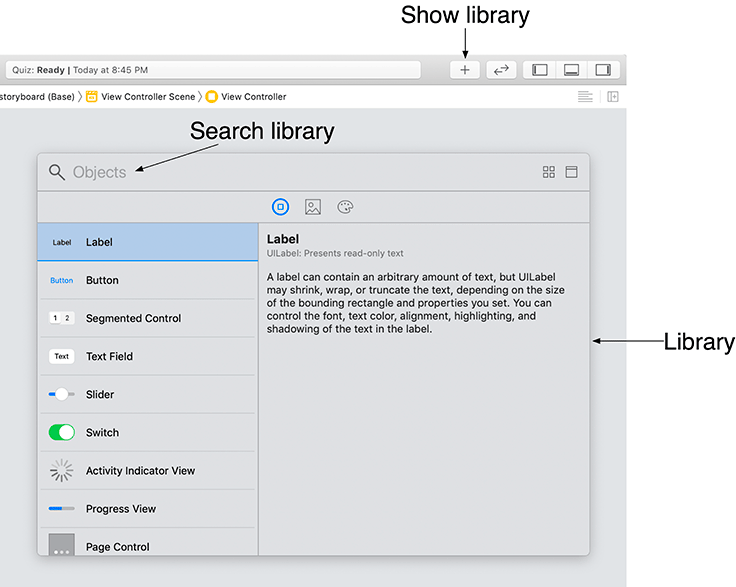 Show library
Quiz: Ready | Today at 8:45 PM
storyboard (Base) 〉 View Controller Scene 〉 View Controller
Search library
Objects
Label Label
Button Button
1 2 Segmented Control
Text Text Field
Slider
Switch
Activity Indicator View
Progress View
Page Control
Label
UILabel: Presents read-only text
A label can contain an arbitrary amount of text, but UILabel
may shrink, wrap, or truncate the text, depending on the size
of the bounding rectangle and properties you set. You can
control the font, text color, alignment, highlighting, and
shadowing of the text in the label.
Library